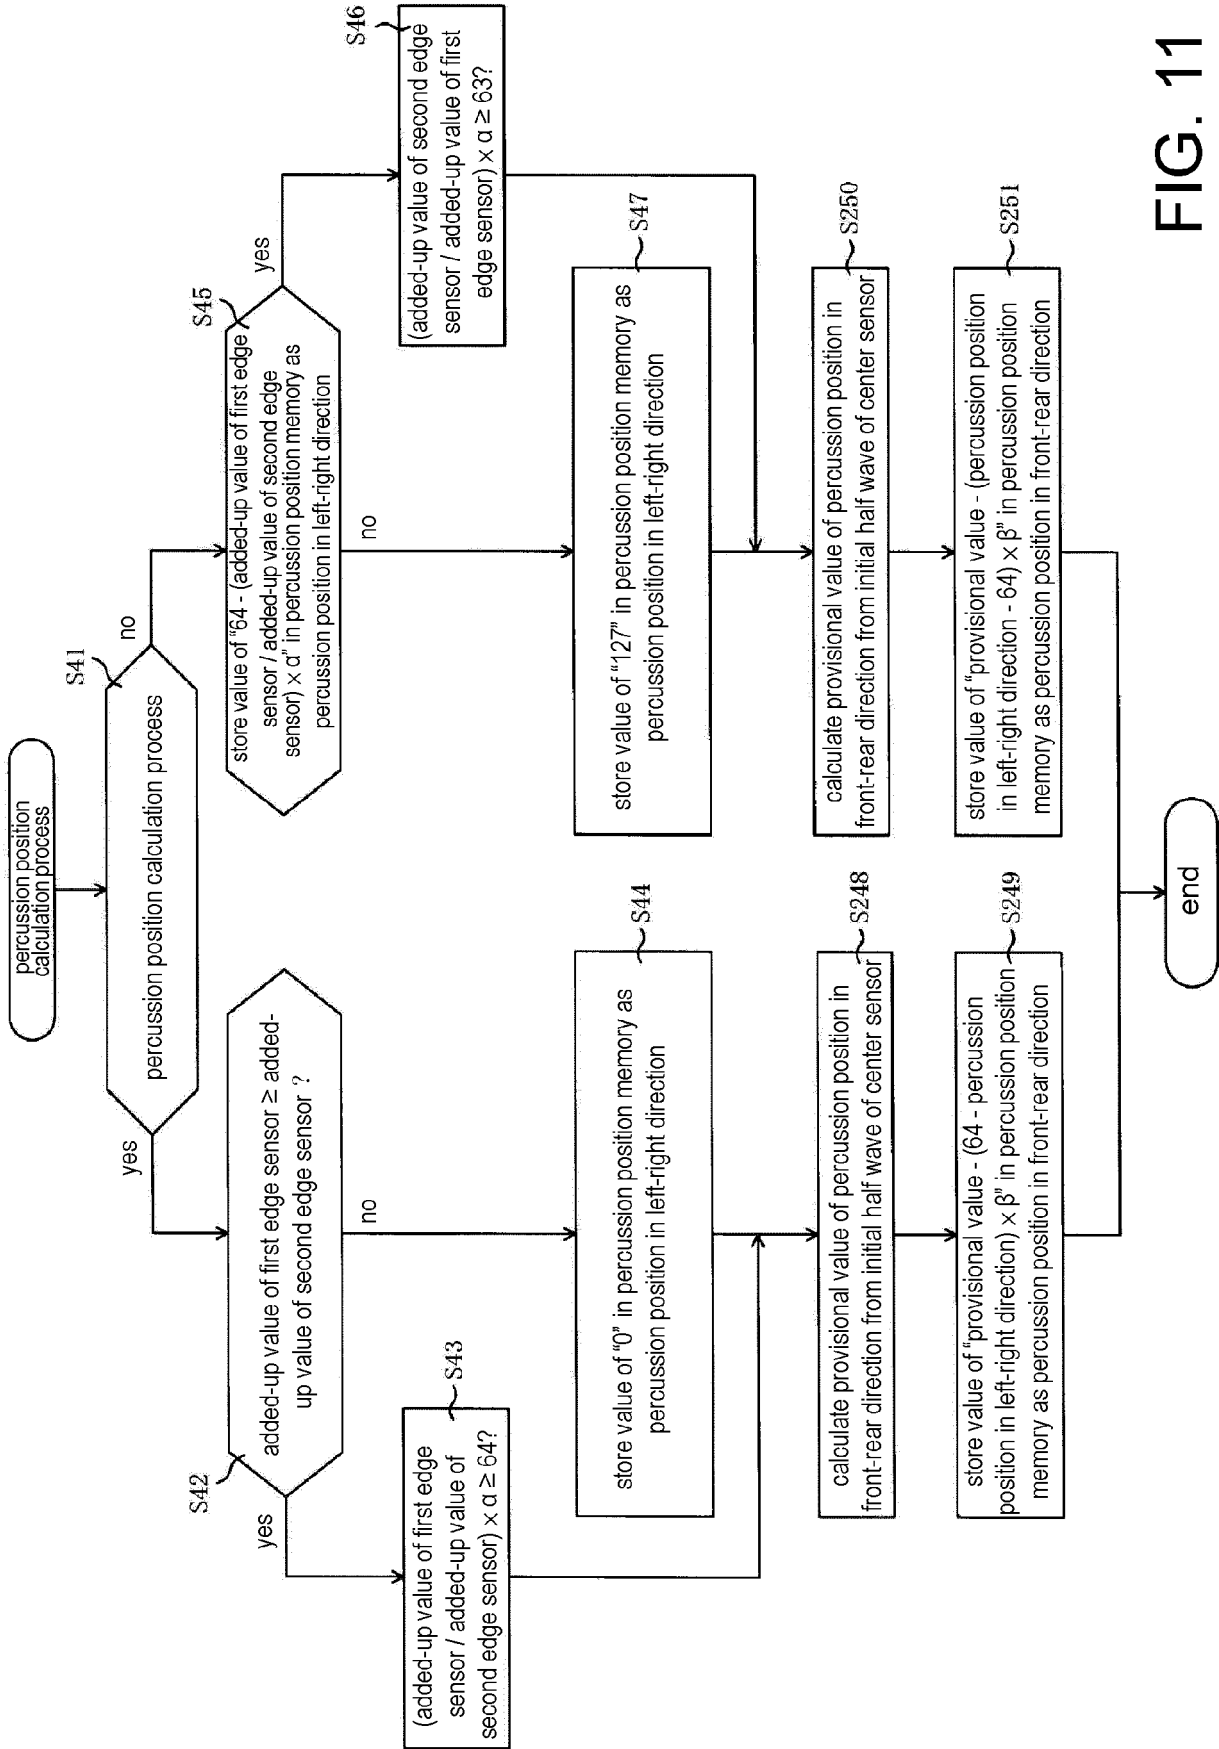 percussion position
calculation process
S41
percussion position calculation process
yes
no
S42
added-up value of first edge sensor ≥ added-
up value of second edge sensor ?
yes
no
S43
(added-up value of first edge
sensor / added-up value of
second edge sensor) × α ≥ 64?
S44
store value of "0" in percussion position memory as
percussion position in left-right direction
S248
calculate provisional value of percussion position in
front-rear direction from initial half wave of center sensor
S249
store value of "provisional value - (64 - percussion
position in left-right direction) × β" in percussion position
memory as percussion position in front-rear direction
S45
store value of "64 - (added-up value of first edge
sensor / added-up value of second edge
sensor) × α" in percussion position memory as
percussion position in left-right direction
yes
no
S46
(added-up value of second edge
sensor / added-up value of first
edge sensor) × α ≥ 63?
S47
store value of "127" in percussion position memory as
percussion position in left-right direction
S250
calculate provisional value of percussion position in
front-rear direction from initial half wave of center sensor
S251
store value of "provisional value - (percussion position
in left-right direction - 64) × β" in percussion position
memory as percussion position in front-rear direction
end
FIG. 11